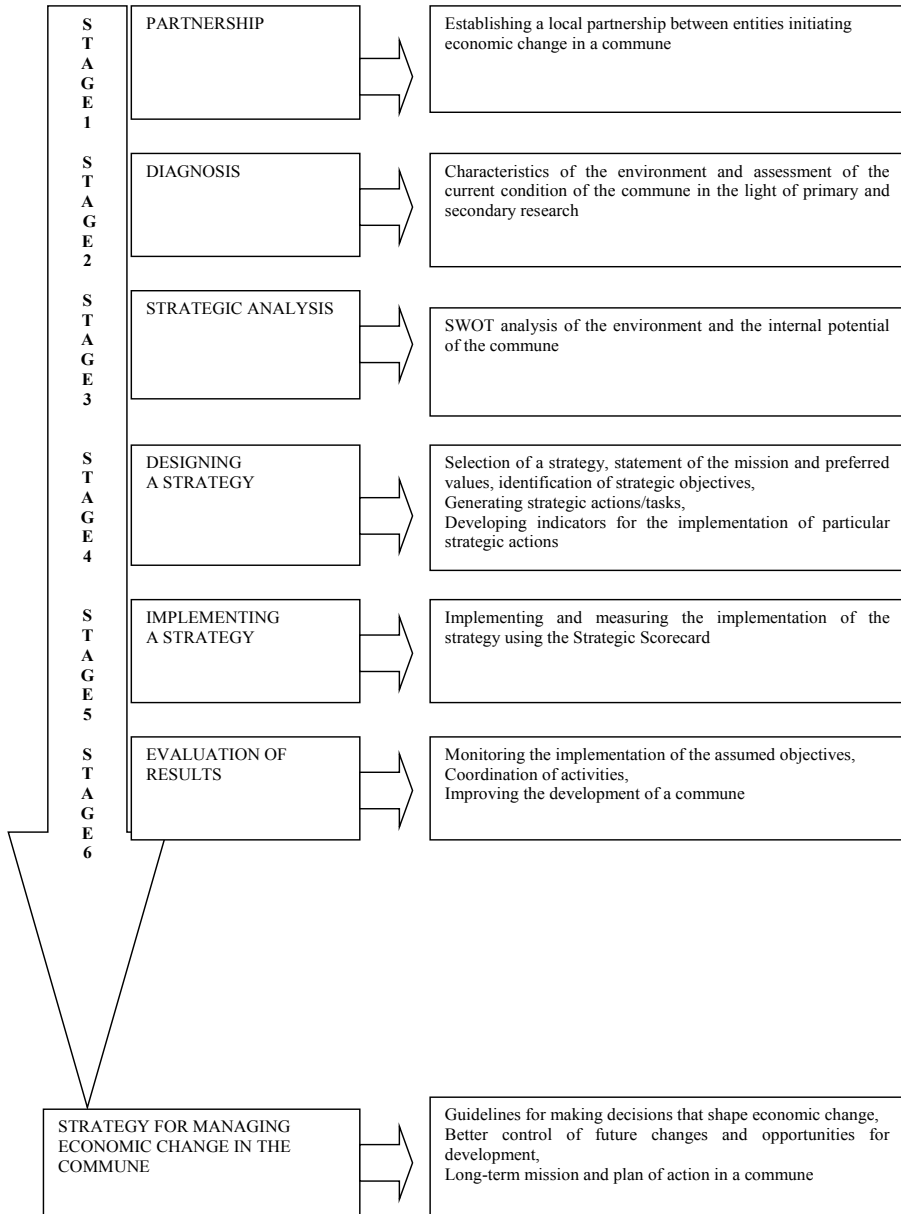 STAGE1
PARTNERSHIP
Establishing a local partnership between entities initiating
economic change in a commune
STAGE2
DIAGNOSIS
Characteristics of the environment and assessment of the
current condition of the commune in the light of primary and
secondary research
STAGE3
STRATEGIC ANALYSIS
SWOT analysis of the environment and the internal potential
of the commune
STAGE4
DESIGNING
A STRATEGY
Selection of a strategy, statement of the mission and preferred
values, identification of strategic objectives,
Generating strategic actions/tasks,
Developing indicators for the implementation of particular
strategic actions
STAGE5
IMPLEMENTING
A STRATEGY
Implementing and measuring the implementation of the
strategy using the Strategic Scorecard
STAGE6
EVALUATION OF
RESULTS
Monitoring the implementation of the assumed objectives,
Coordination of activities,
Improving the development of a commune
STRATEGY FOR MANAGING
ECONOMIC CHANGE IN THE
COMMUNE
Guidelines for making decisions that shape economic change,
Better control of future changes and opportunities for
development,
Long-term mission and plan of action in a commune